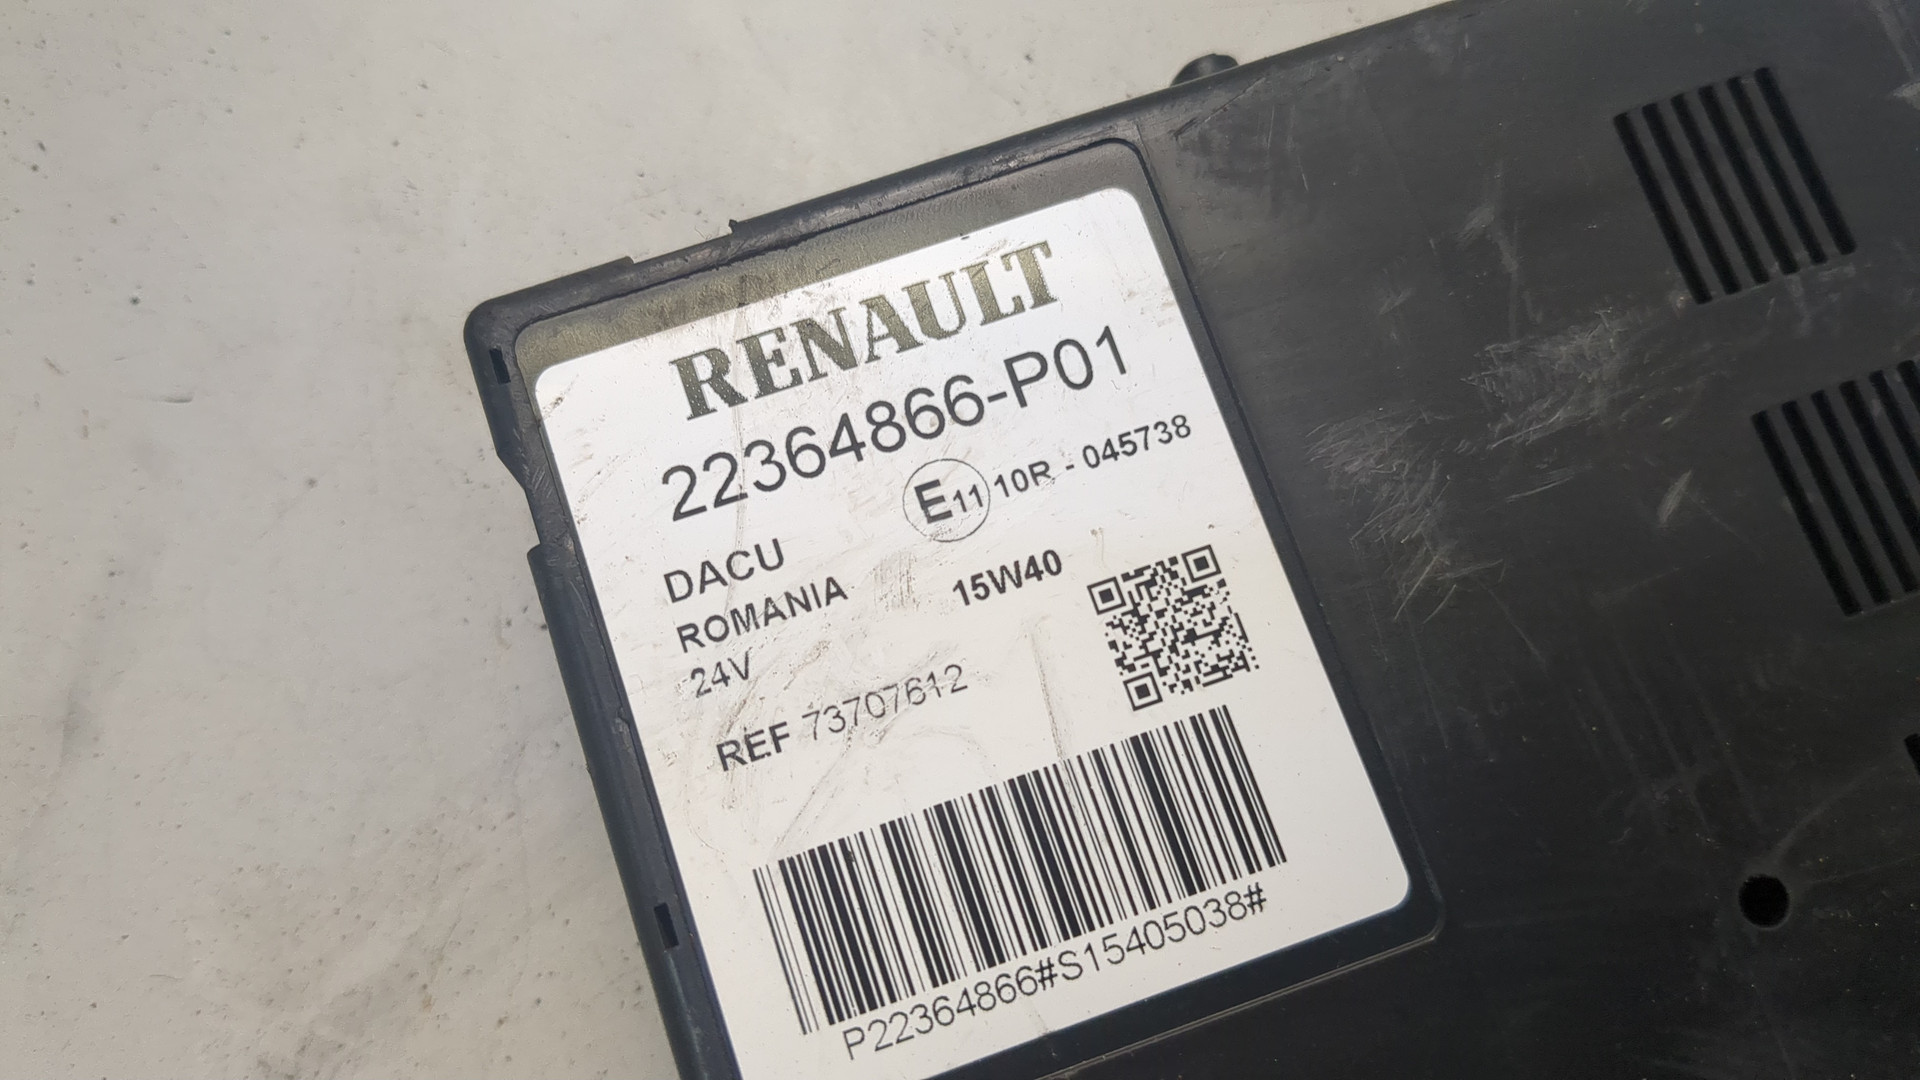 RENAULT
22364866-P01
E11 10R - 045738
DACU
ROMANIA 15W40
24V
REF 73707612
P22364866#S15405038#